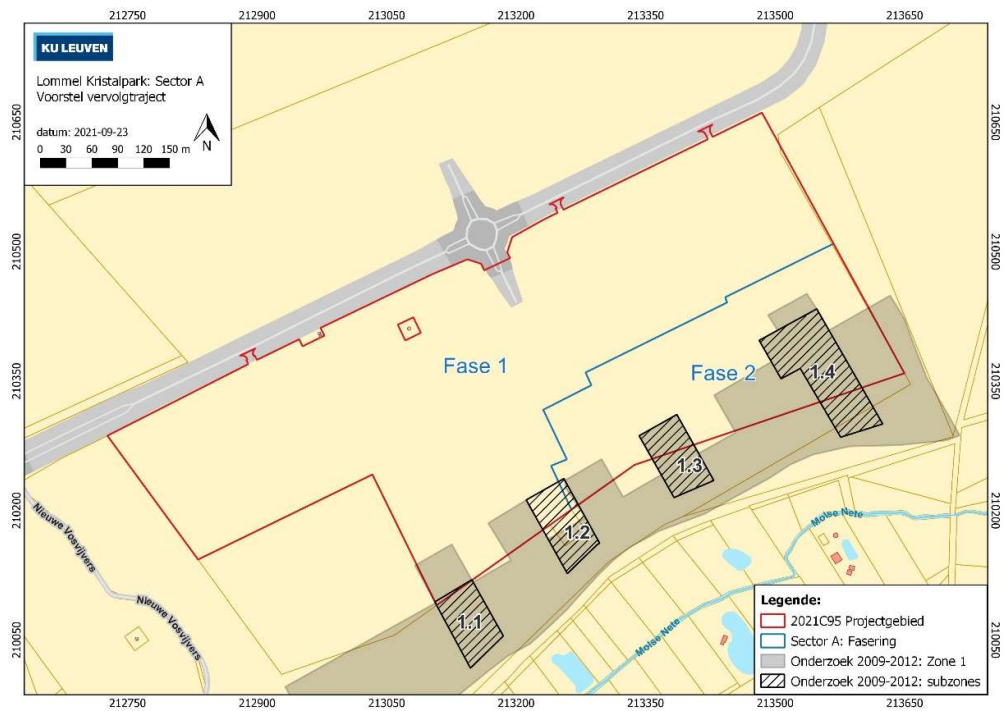 212750 212900 213050 213200 213350 213500 213650
KU LEUVEN
Lommel Kristalpark: Sector A
Voorstel vervolgtraject
datum: 2021-09-23
0 30 60 90 120 150 m
N
210650
210650
210500
210500
210350
210350
210200
210200
210050
210050
Fase 1
Fase 2
1.4
1.3
1.2
1.1
Nieuwe Vosvijvers
Nieuwe Vosvijvers
Molse Nete
Molse Nete
Legende:
2021C95 Projectgebied
Sector A: Fasering
Onderzoek 2009-2012: Zone 1
Onderzoek 2009-2012: subzones
212750 212900 213050 213200 213350 213500 213650